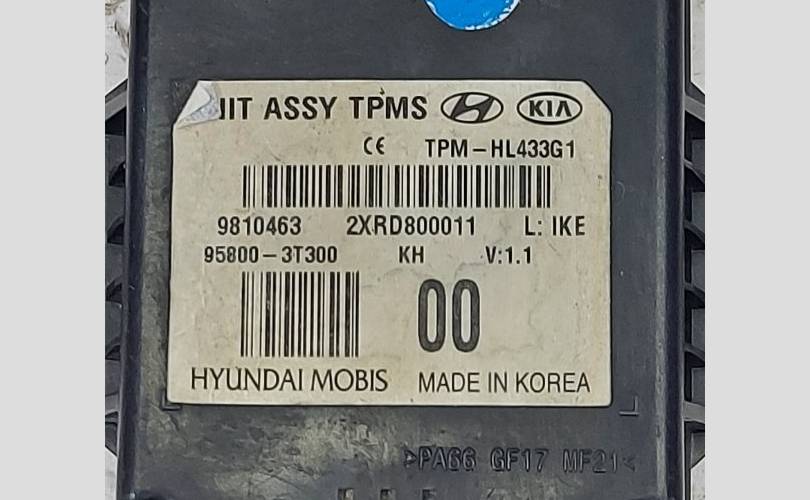 IIT ASSY TPMS KIA
CE TPM-HL433G1
9810463 2XRD800011 L: IKE
95800-3T300 KH V:1.1
00
HYUNDAI MOBIS MADE IN KOREA
>PA66 GF17 MF21<